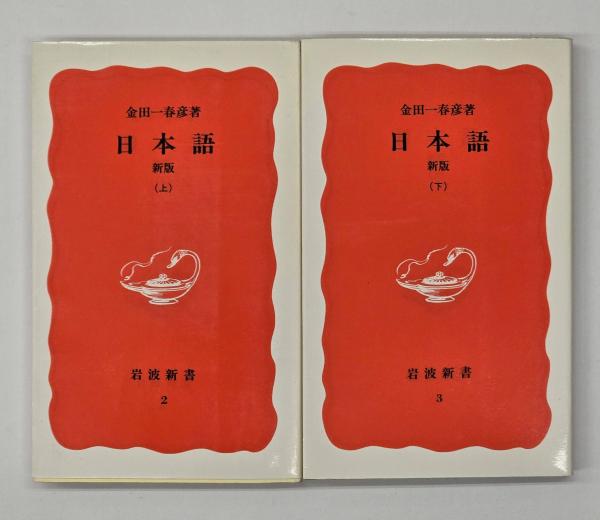 金田一春彦著
日本語
新版
(上)
岩波新書
2
金田一春彦著
日本語
新版
(下)
岩波新書
3